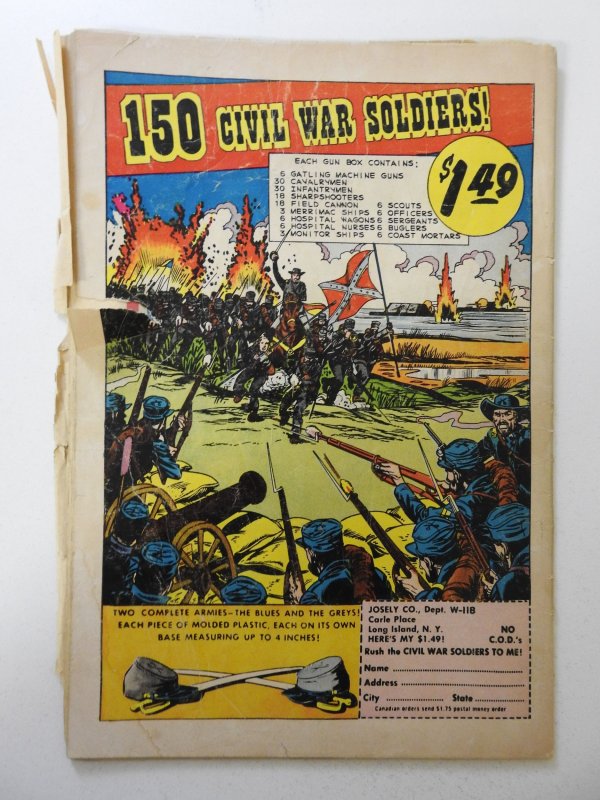 150 CIVIL WAR SOLDIERS!
$1.49
EACH GUN BOX CONTAINS:
6 GATLING MACHINE GUNS
30 CAVALRYMEN
30 INFANTRYMEN
18 SHARPSHOOTERS
18 FIELD CANNON 6 SCOUTS
3 MERRIMAC SHIPS 6 OFFICERS
6 HOSPITAL WAGONS 6 SERGEANTS
6 HOSPITAL NURSES 6 BUGLERS
3 MONITOR SHIPS 6 COAST MORTARS
TWO COMPLETE ARMIES—THE BLUES AND THE GREYS!
EACH PIECE OF MOLDED PLASTIC, EACH ON ITS OWN
BASE MEASURING UP TO 4 INCHES!
JOSELY CO., Dept. W-11B
Carle Place
Long Island, N. Y. NO
HERE'S MY $1.49! C.O.D.'s
Rush the CIVIL WAR SOLDIERS TO ME!
Name
Address
City State
Canadian orders send $1.75 postal money order